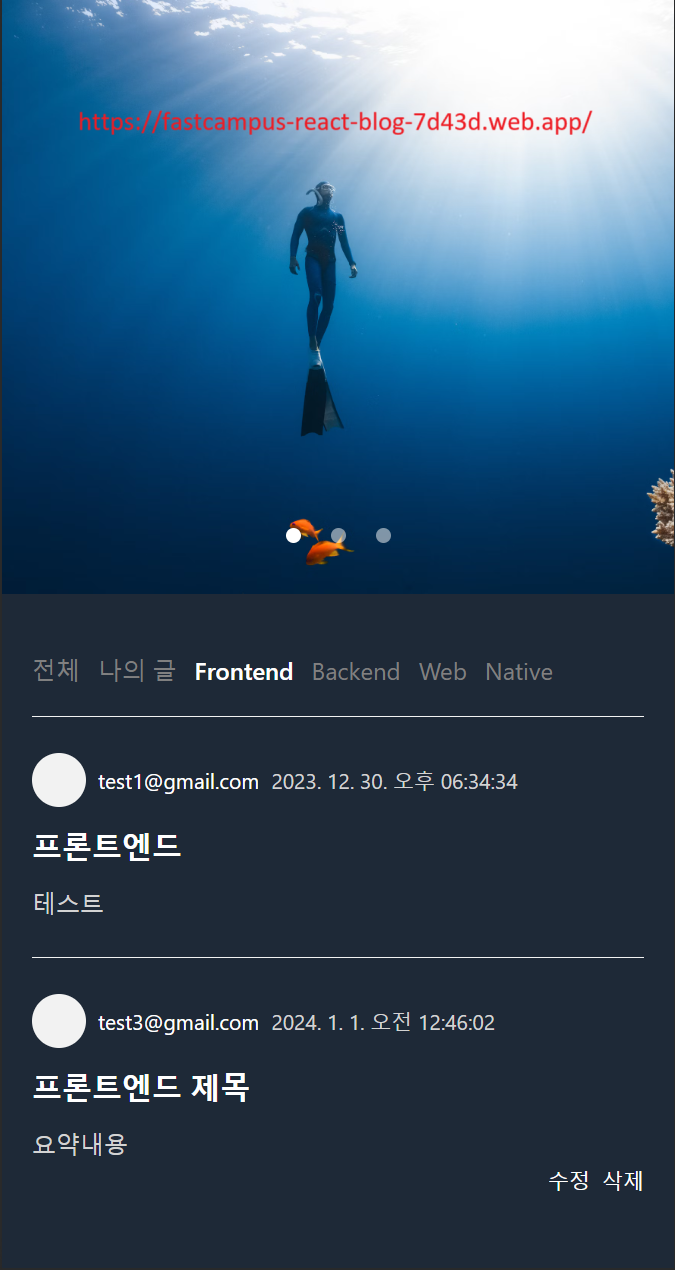 https://fastcampus-react-blog-7d43d.web.app/
전체 나의 글 Frontend Backend Web Native
test1@gmail.com 2023. 12. 30. 오후 06:34:34
프론트엔드
테스트
test3@gmail.com 2024. 1. 1. 오전 12:46:02
프론트엔드 제목
요약내용
수정 삭제